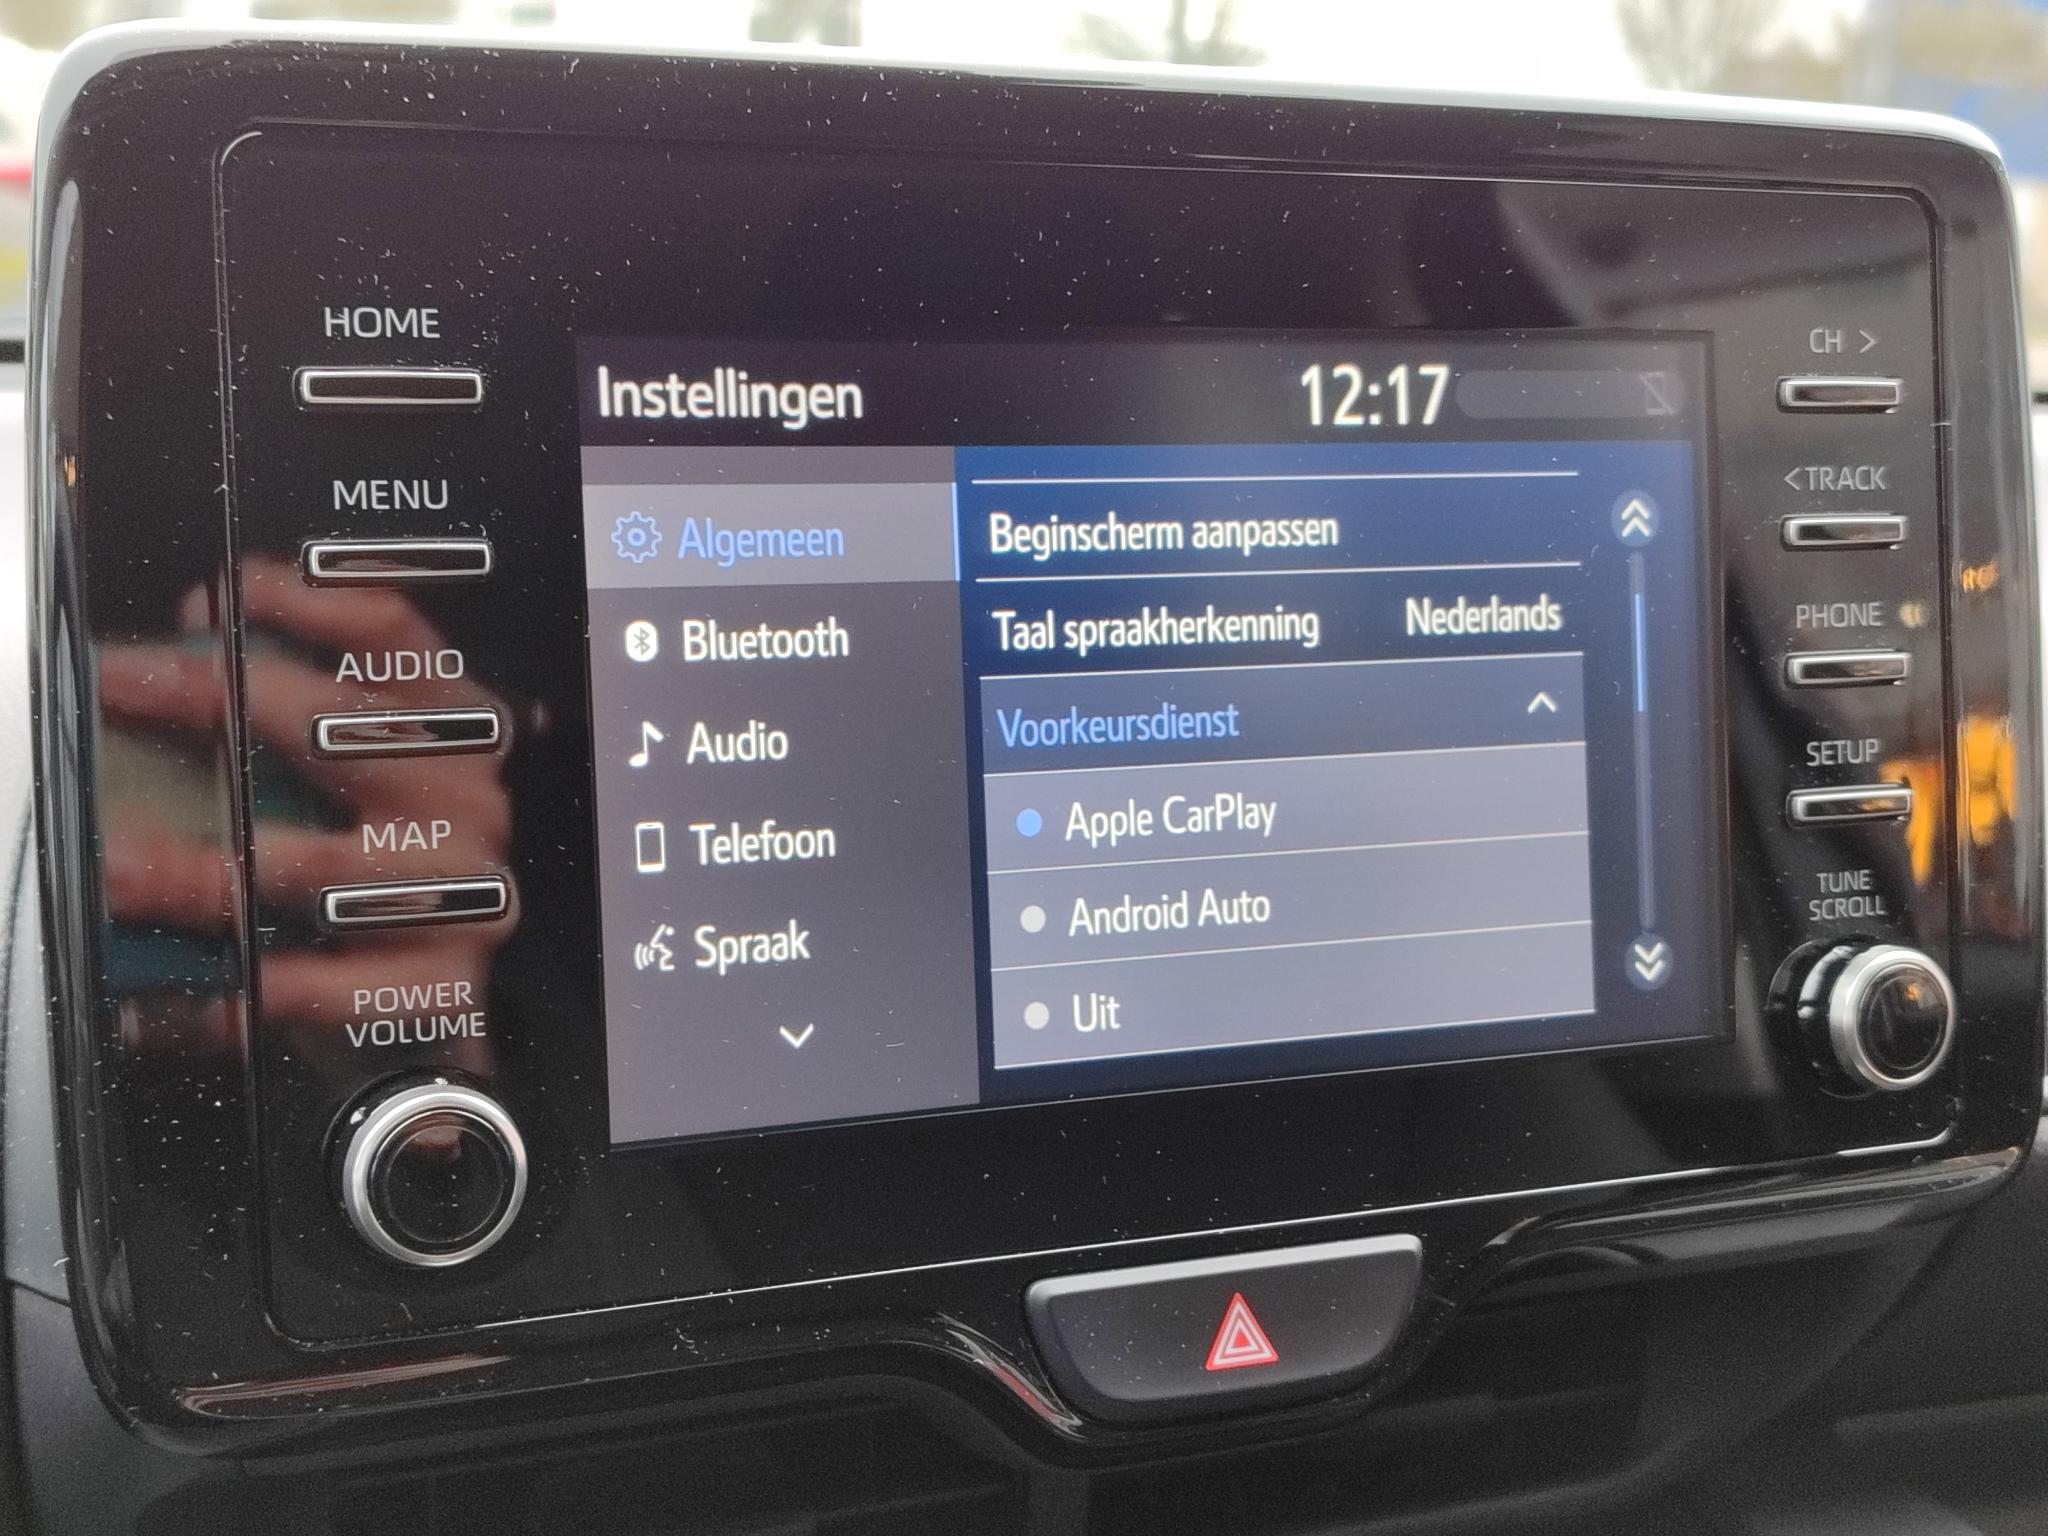 HOME
MENU
AUDIO
MAP
POWER
VOLUME
Instellingen
12:17
Algemeen
Bluetooth
Audio
Telefoon
Spraak
Beginscherm aanpassen
Taal spraakherkenning Nederlands
Voorkeursdienst
Apple CarPlay
Android Auto
Uit
CH >
< TRACK
PHONE
SETUP
TUNE
SCROLL